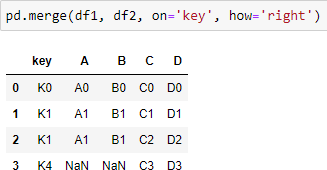 pd.merge(df1, df2, on='key', how='right')
key A B C D
0 K0 A0 B0 C0 D0
1 K1 A1 B1 C1 D1
2 K1 A1 B1 C2 D2
3 K4 NaN NaN C3 D3